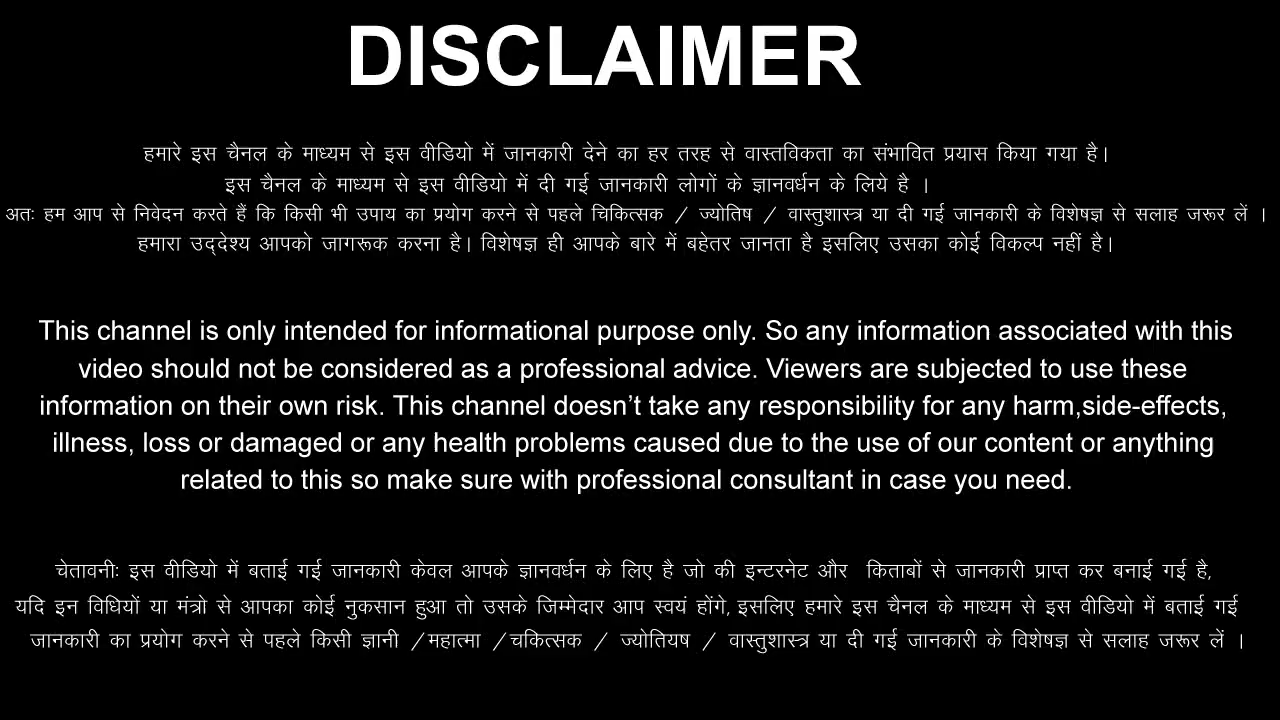 DISCLAIMER
हमारे इस चैनल के माध्यम से इस वीडियो में जानकारी देने का हर तरह से वास्तविकता का संभावित प्रयास किया गया है।
इस चैनल के माध्यम से इस वीडियो में दी गई जानकारी लोगों के ज्ञानवर्धन के लिये है ।
अतः हम आप से निवेदन करते हैं कि किसी भी उपाय का प्रयोग करने से पहले चिकित्सक / ज्योतिष / वास्तुशास्त्र या दी गई जानकारी के विशेषज्ञ से सलाह जरूर लें ।
हमारा उद्देश्य आपको जागरूक करना है। विशेषज्ञ ही आपके बारे में बहेतर जानता है इसलिए उसका कोई विकल्प नहीं है।
This channel is only intended for informational purpose only. So any information associated with this
video should not be considered as a professional advice. Viewers are subjected to use these
information on their own risk. This channel doesn’t take any responsibility for any harm,side-effects,
illness, loss or damaged or any health problems caused due to the use of our content or anything
related to this so make sure with professional consultant in case you need.
चेतावनीः इस वीडियो में बताई गई जानकारी केवल आपके ज्ञानवर्धन के लिए है जो की इन्टरनेट और किताबों से जानकारी प्राप्त कर बनाई गई है,
यदि इन विधियों या मंत्रो से आपका कोई नुकसान हुआ तो उसके जिम्मेदार आप स्वयं होंगे, इसलिए हमारे इस चैनल के माध्यम से इस वीडियो में बताई गई
जानकारी का प्रयोग करने से पहले किसी ज्ञानी /महात्मा /चकित्सक / ज्योतियष / वास्तुशास्त्र या दी गई जानकारी के विशेषज्ञ से सलाह जरूर लें ।